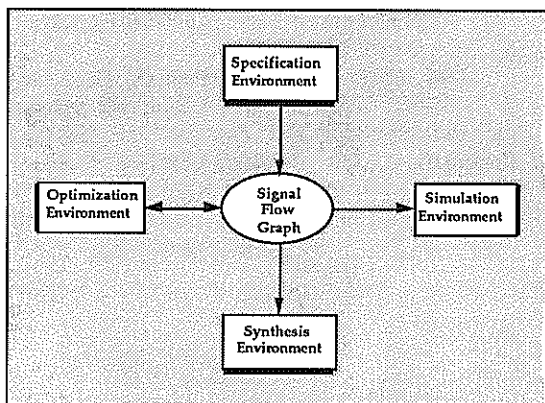 Specification
Environment
Optimization
Environment
Signal
Flow
Graph
Simulation
Environment
Synthesis
Environment